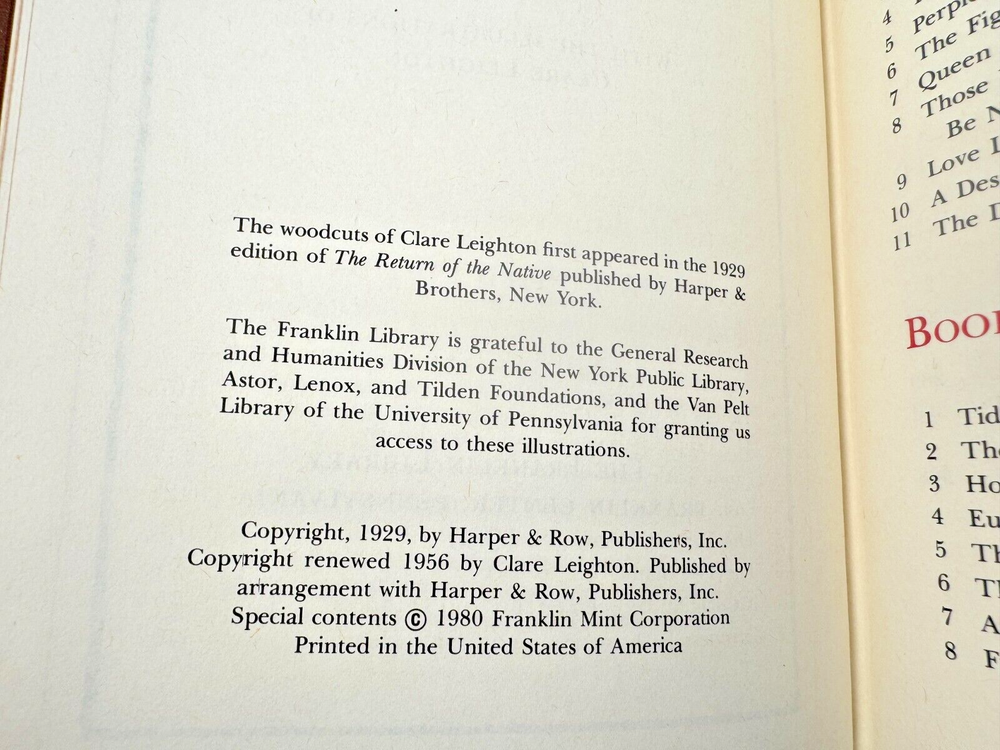 The woodcuts of Clare Leighton first appeared in the 1929
edition of The Return of the Native published by Harper &
Brothers, New York.
The Franklin Library is grateful to the General Research
and Humanities Division of the New York Public Library,
Astor, Lenox, and Tilden Foundations, and the Van Pelt
Library of the University of Pennsylvania for granting us
access to these illustrations.
Copyright, 1929, by Harper & Row, Publishers, Inc.
Copyright renewed 1956 by Clare Leighton. Published by
arrangement with Harper & Row, Publishers, Inc.
Special contents © 1980 Franklin Mint Corporation
Printed in the United States of America
4
5
6 The Fig
7 Queen
8 Those
Be N
9 Love
10 A Des
11 The
BOO
1 Tid
2 Th
3 Ho
4 Eu
5 Th
6
7 A
8 F